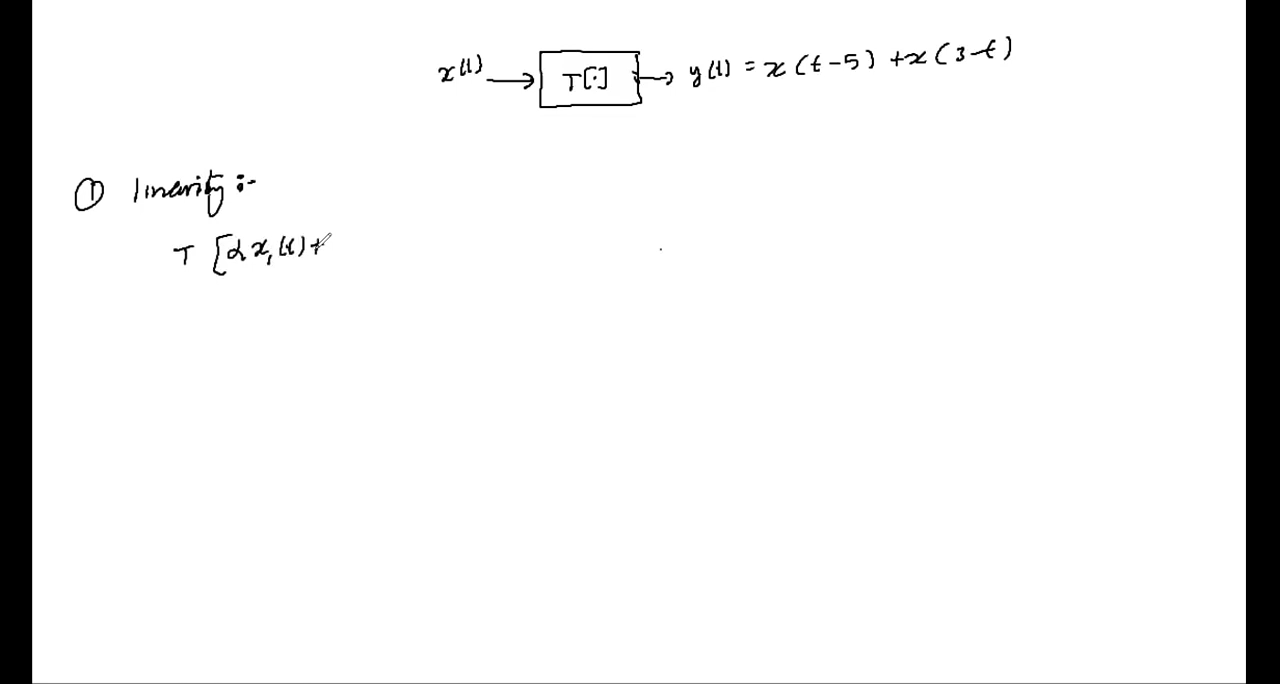 x(t) → T[·] → y(t) = x(t-5) + x(3-t)
① linearity :-
T [αx₁(t) +